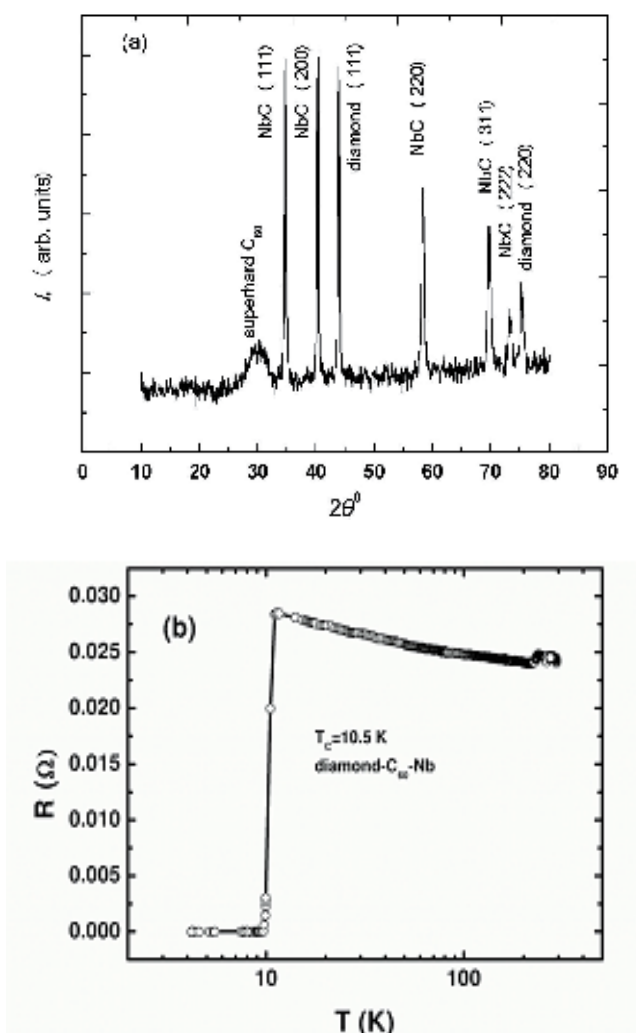 (a)
I ( arb. units)
superhard C60
NbC (111)
NbC (200)
diamond (111)
NbC (220)
NbC (311)
NbC (222)
diamond (220)
0 10 20 30 40 50 60 70 80 90
2θ0
(b)
0.030
0.025
0.020
0.015
0.010
0.005
0.000
R (Ω)
TC=10.5 K
diamond-C60-Nb
10 100
T (K)